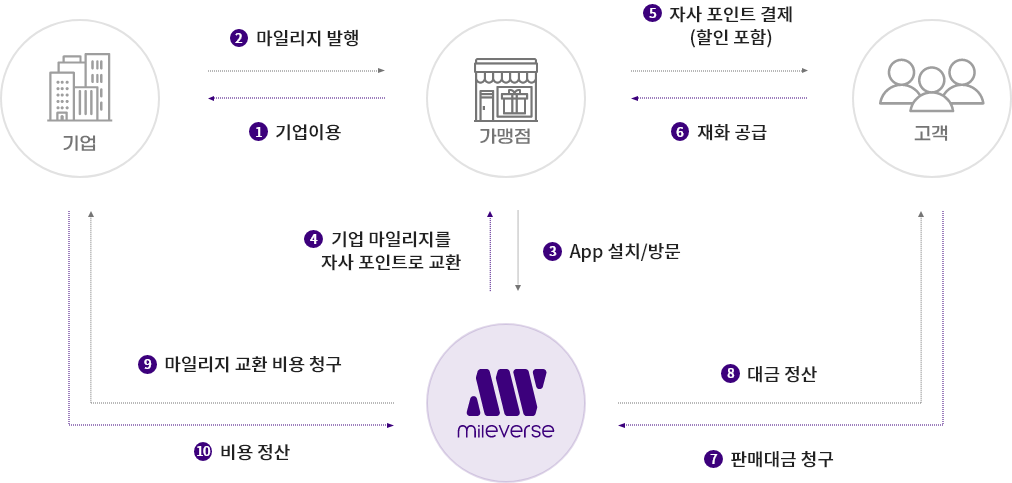 5 자사 포인트 결제
(할인 포함)
2 마일리지 발행
1 기업이용
6 재화 공급
기업
가맹점
고객
4 기업 마일리지를
자사 포인트로 교환
3 App 설치/방문
9 마일리지 교환 비용 청구
8 대금 정산
mileverse
10 비용 정산
7 판매대금 청구